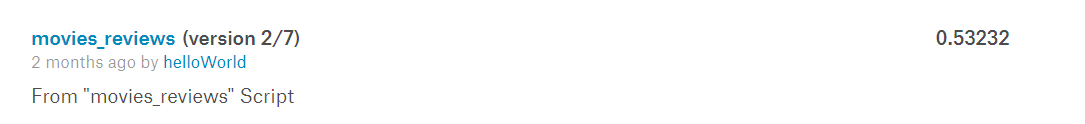 movies_reviews (version 2/7) 0.53232
2 months ago by helloWorld
From "movies_reviews" Script